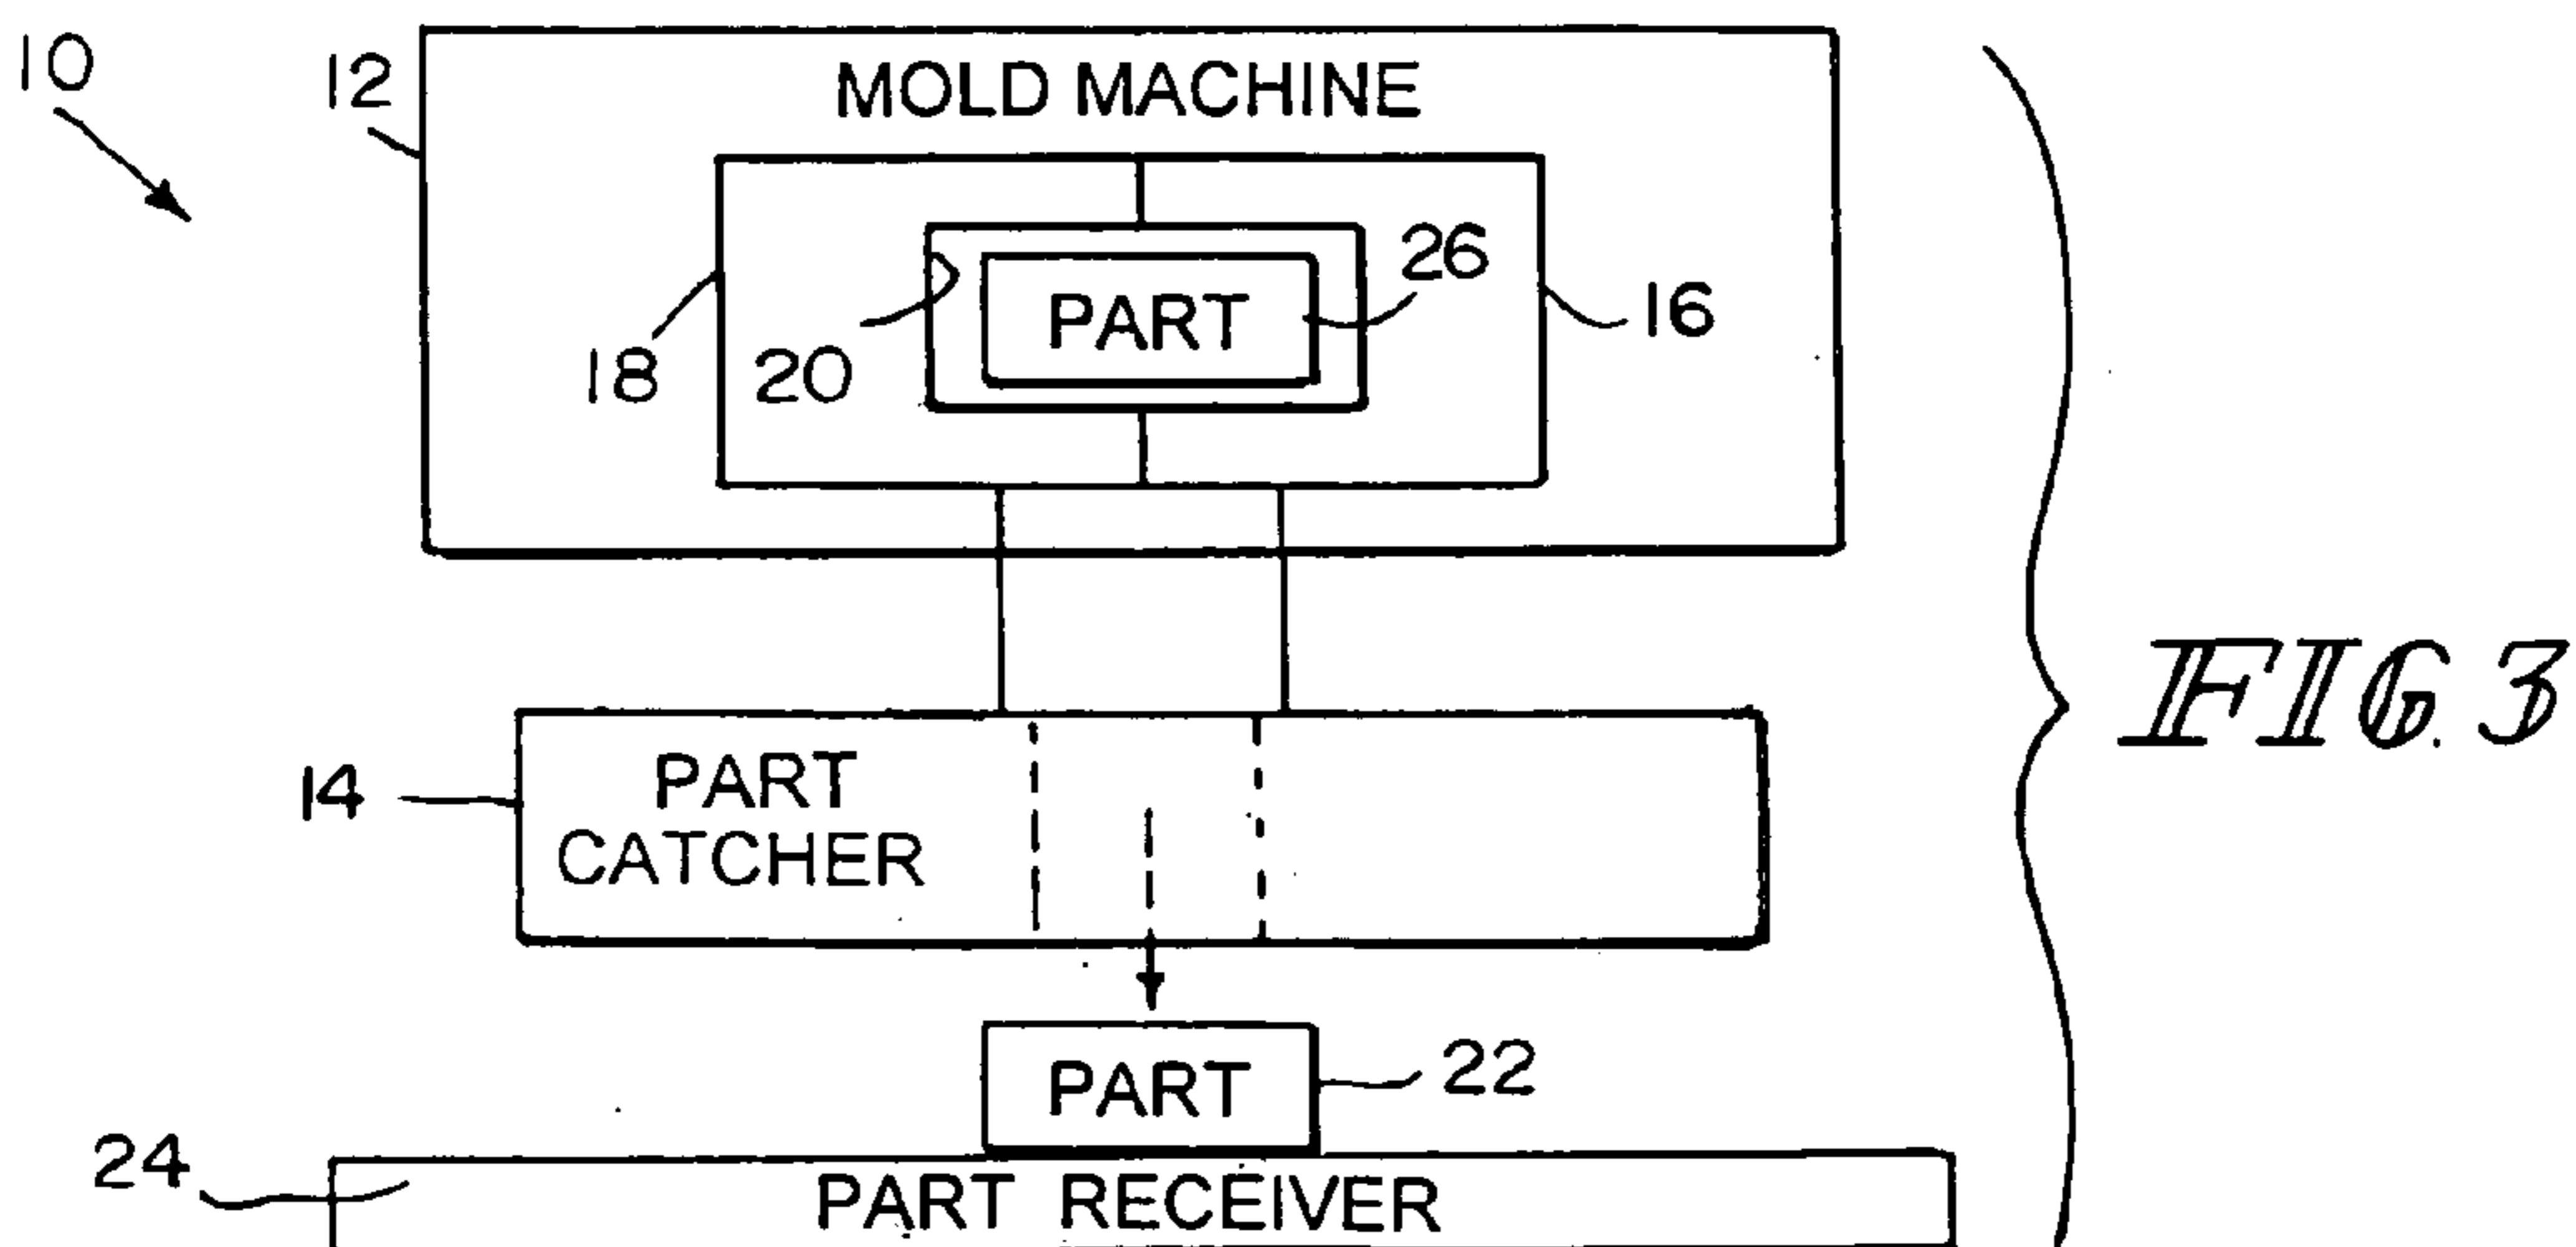 10
12
MOLD MACHINE
26
PART
16
18
20
FIG. 3
14
PART
CATCHER
PART
22
24
PART RECEIVER